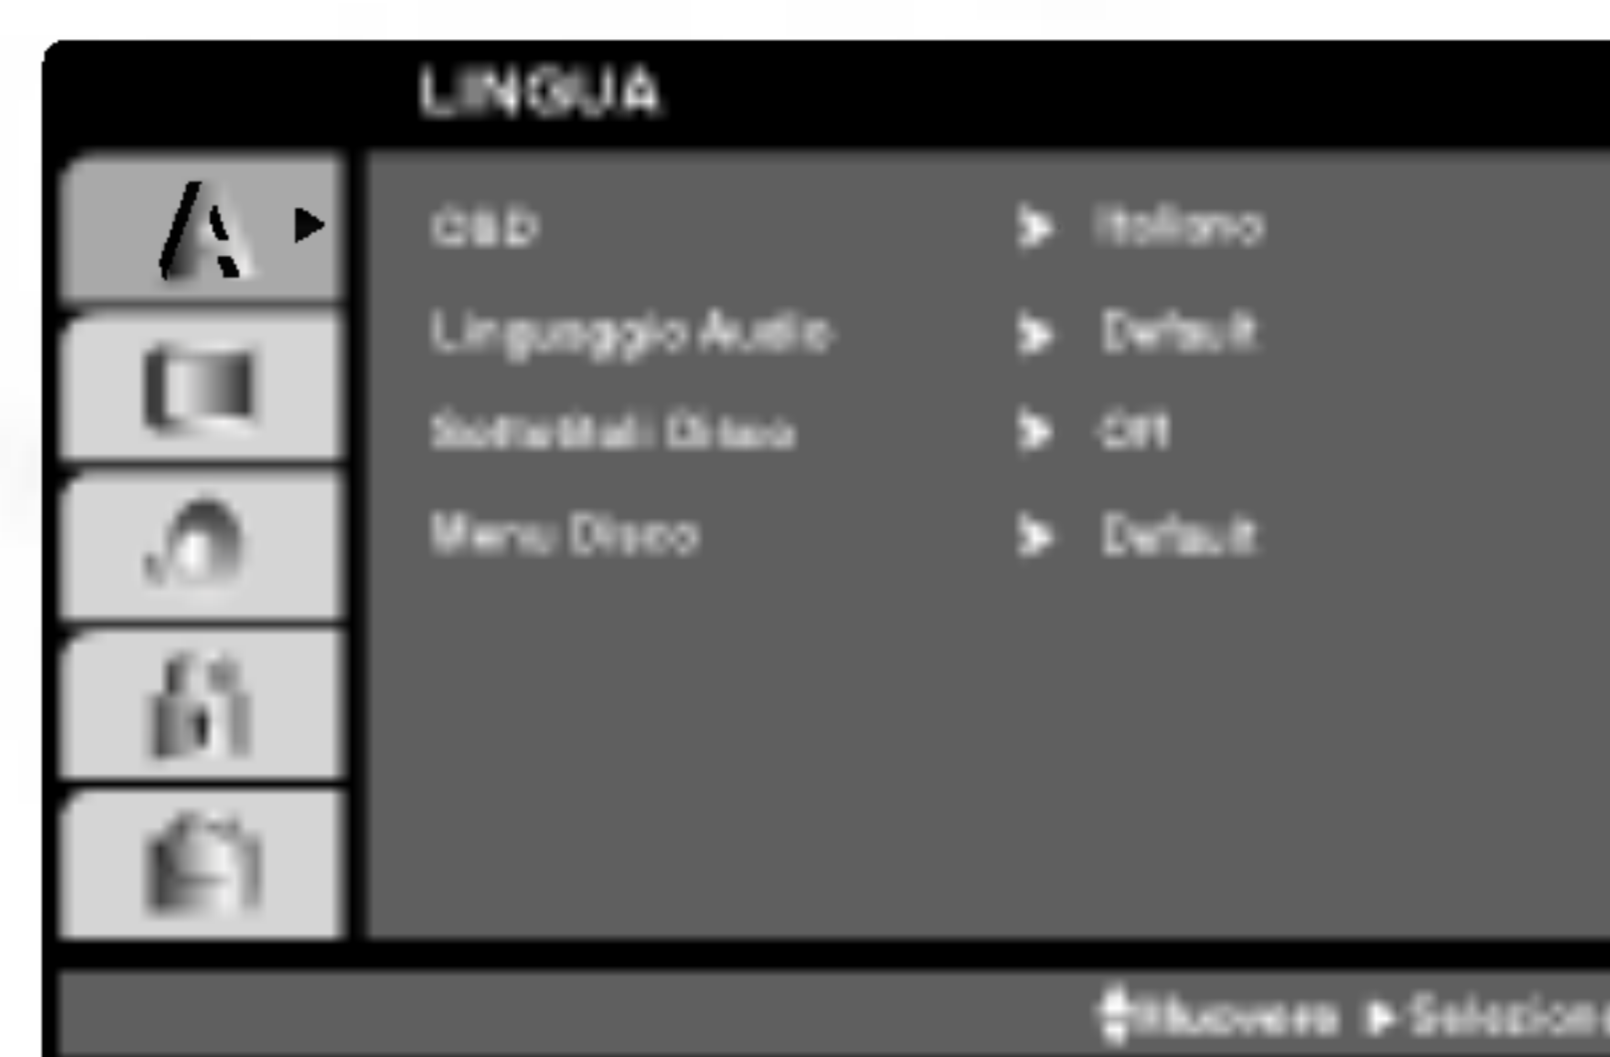 LINGUA
OSD Italiano
Linguaggio Audio Default
Sottotitoli Disco Off
Menu Disco Default
Muovere